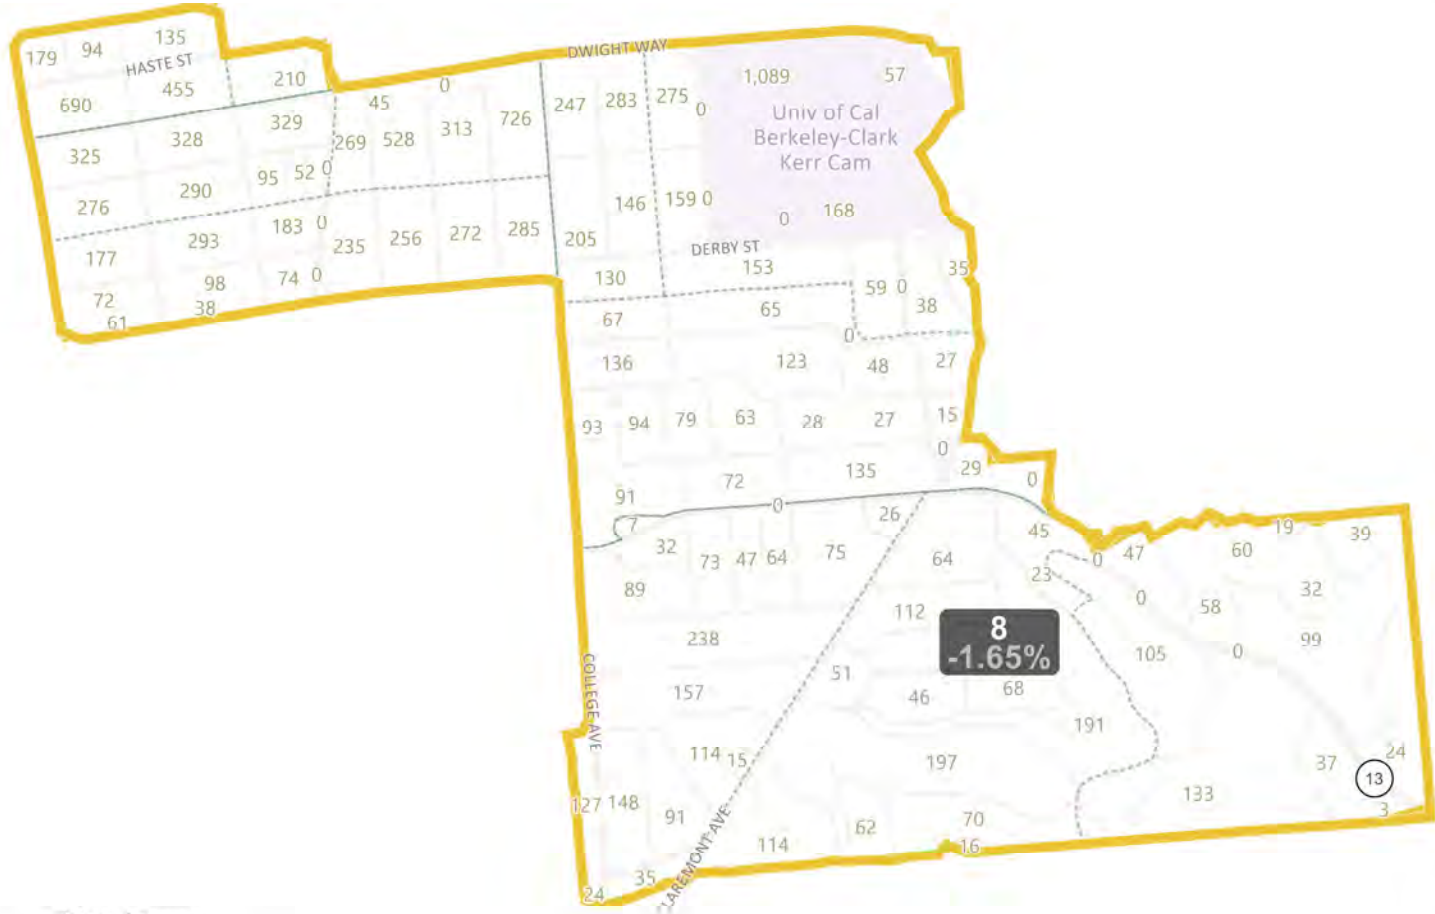 179 94 135
HASTE ST
690 455 210
DWIGHT WAY
45 0
325 328 329
269 528 313 726
247 283 275 0
1,089 57
Univ of Cal
Berkeley-Clark
Kerr Cam
276 290 95 52 0
146 159 0
0 168
177 293 183 0
235 256 272 285
205
DERBY ST
72 98 74 0
61 38
130 153 59 0 35
38
67 65 0
136 123 48 27
93 94 79 63 28 27 15
0
91 72 135 29 0
7 0 26 45
32 73 47 64 75 64 23
0 47 60 19 39
89
0 58 32
112
8
-1.65%
238
105 0 99
COLLEGE AVE
157 51 46 68
191
114 15 197
37 24
13
127 148 91
133 3
CLAREMONT AVE
114 62 70
16
24 35